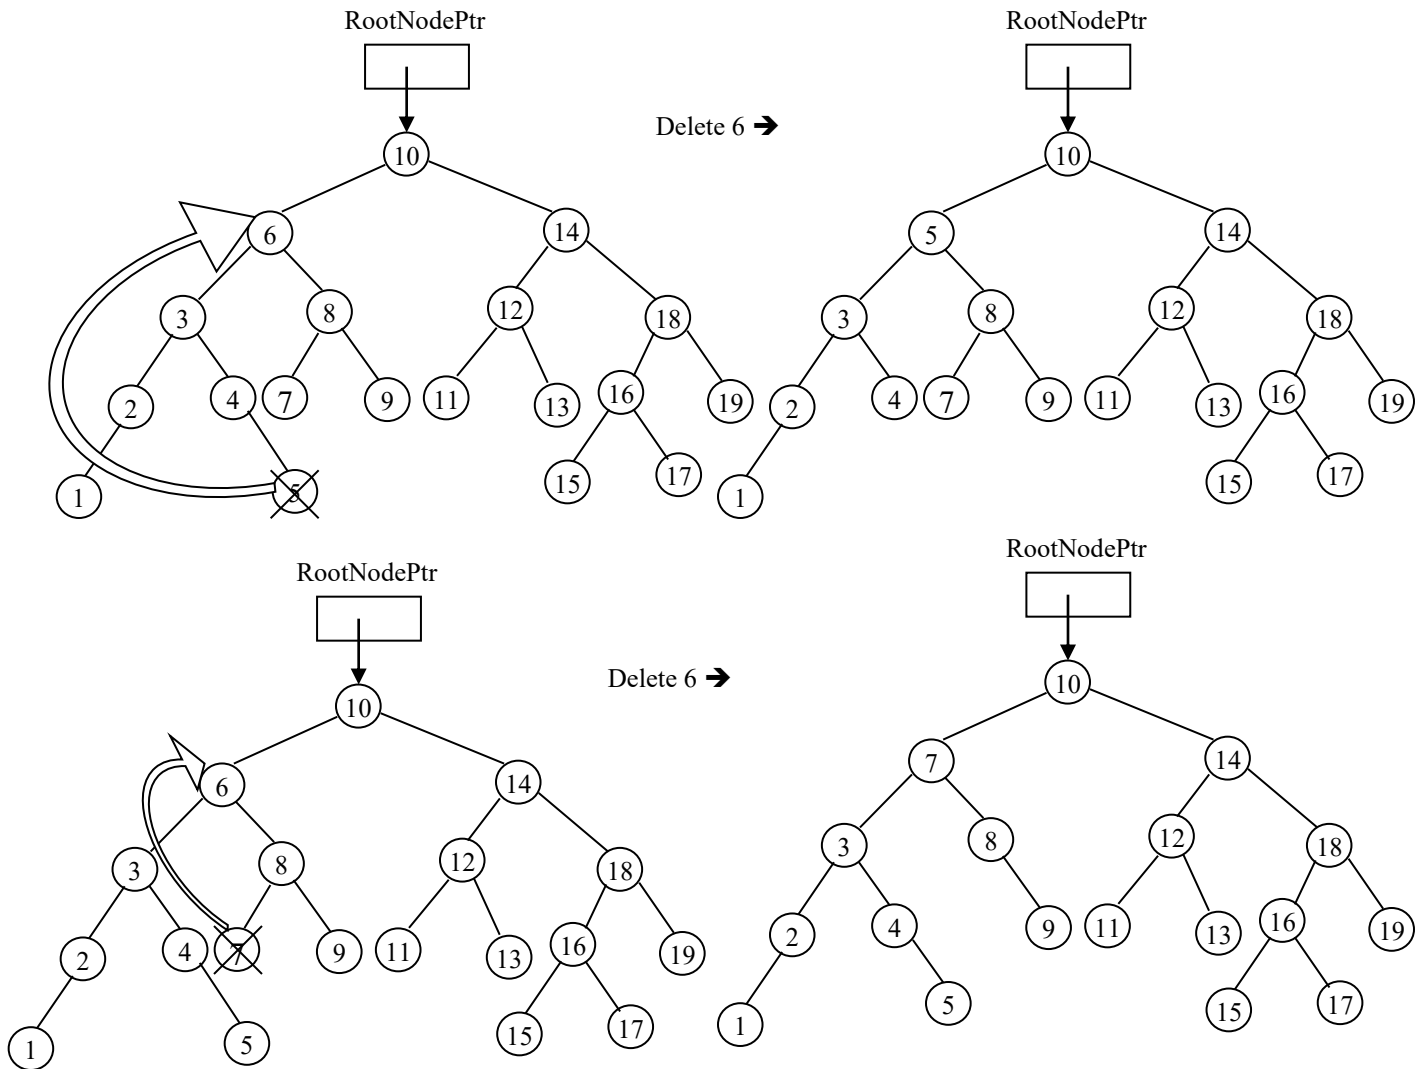 RootNodePtr RootNodePtr
Delete 6 ➔
10 10
6 14 5 14
3 8 12 18 3 8 12 18
2 4 7 9 11 13 16 19 2 4 7 9 11 13 16 19
1 5 15 17 1 15 17
RootNodePtr
RootNodePtr
Delete 6 ➔
10 10
6 14 7 14
3 8 12 18 3 8 12 18
2 4 7 9 11 13 16 19 2 4 9 11 13 16 19
1 5 15 17 1 5 15 17